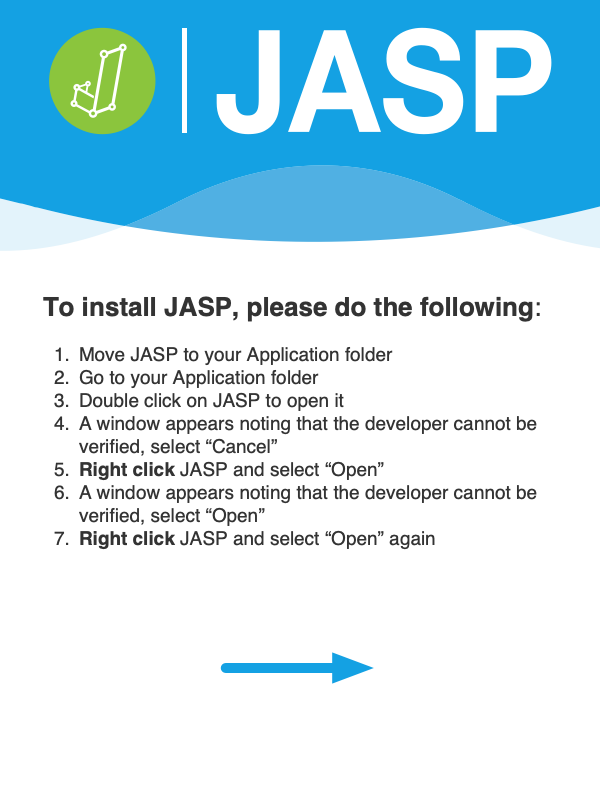 JASP
To install JASP, please do the following:
1. Move JASP to your Application folder
2. Go to your Application folder
3. Double click on JASP to open it
4. A window appears noting that the developer cannot be
verified, select “Cancel”
5. Right click JASP and select “Open”
6. A window appears noting that the developer cannot be
verified, select “Open”
7. Right click JASP and select “Open” again